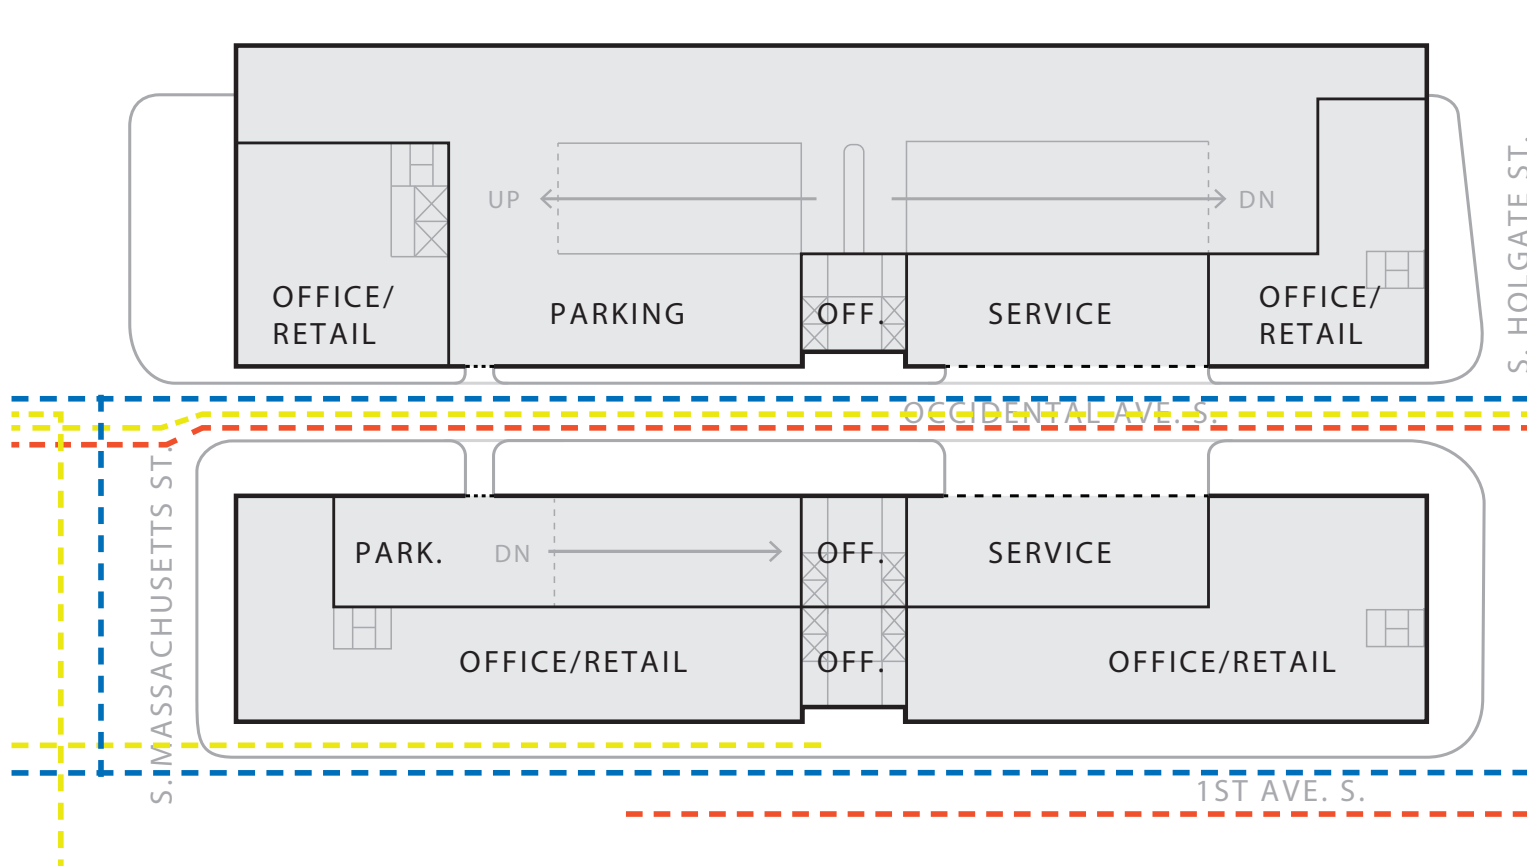 UP
DN
S. HOLGATE ST.
OFFICE/
RETAIL
PARKING
OFF.
SERVICE
OFFICE/
RETAIL
OCCIDENTAL AVE. S.
S. MASSACHUSETTS ST.
PARK.
DN
OFF.
SERVICE
OFFICE/RETAIL
OFF.
OFFICE/RETAIL
1ST AVE. S.